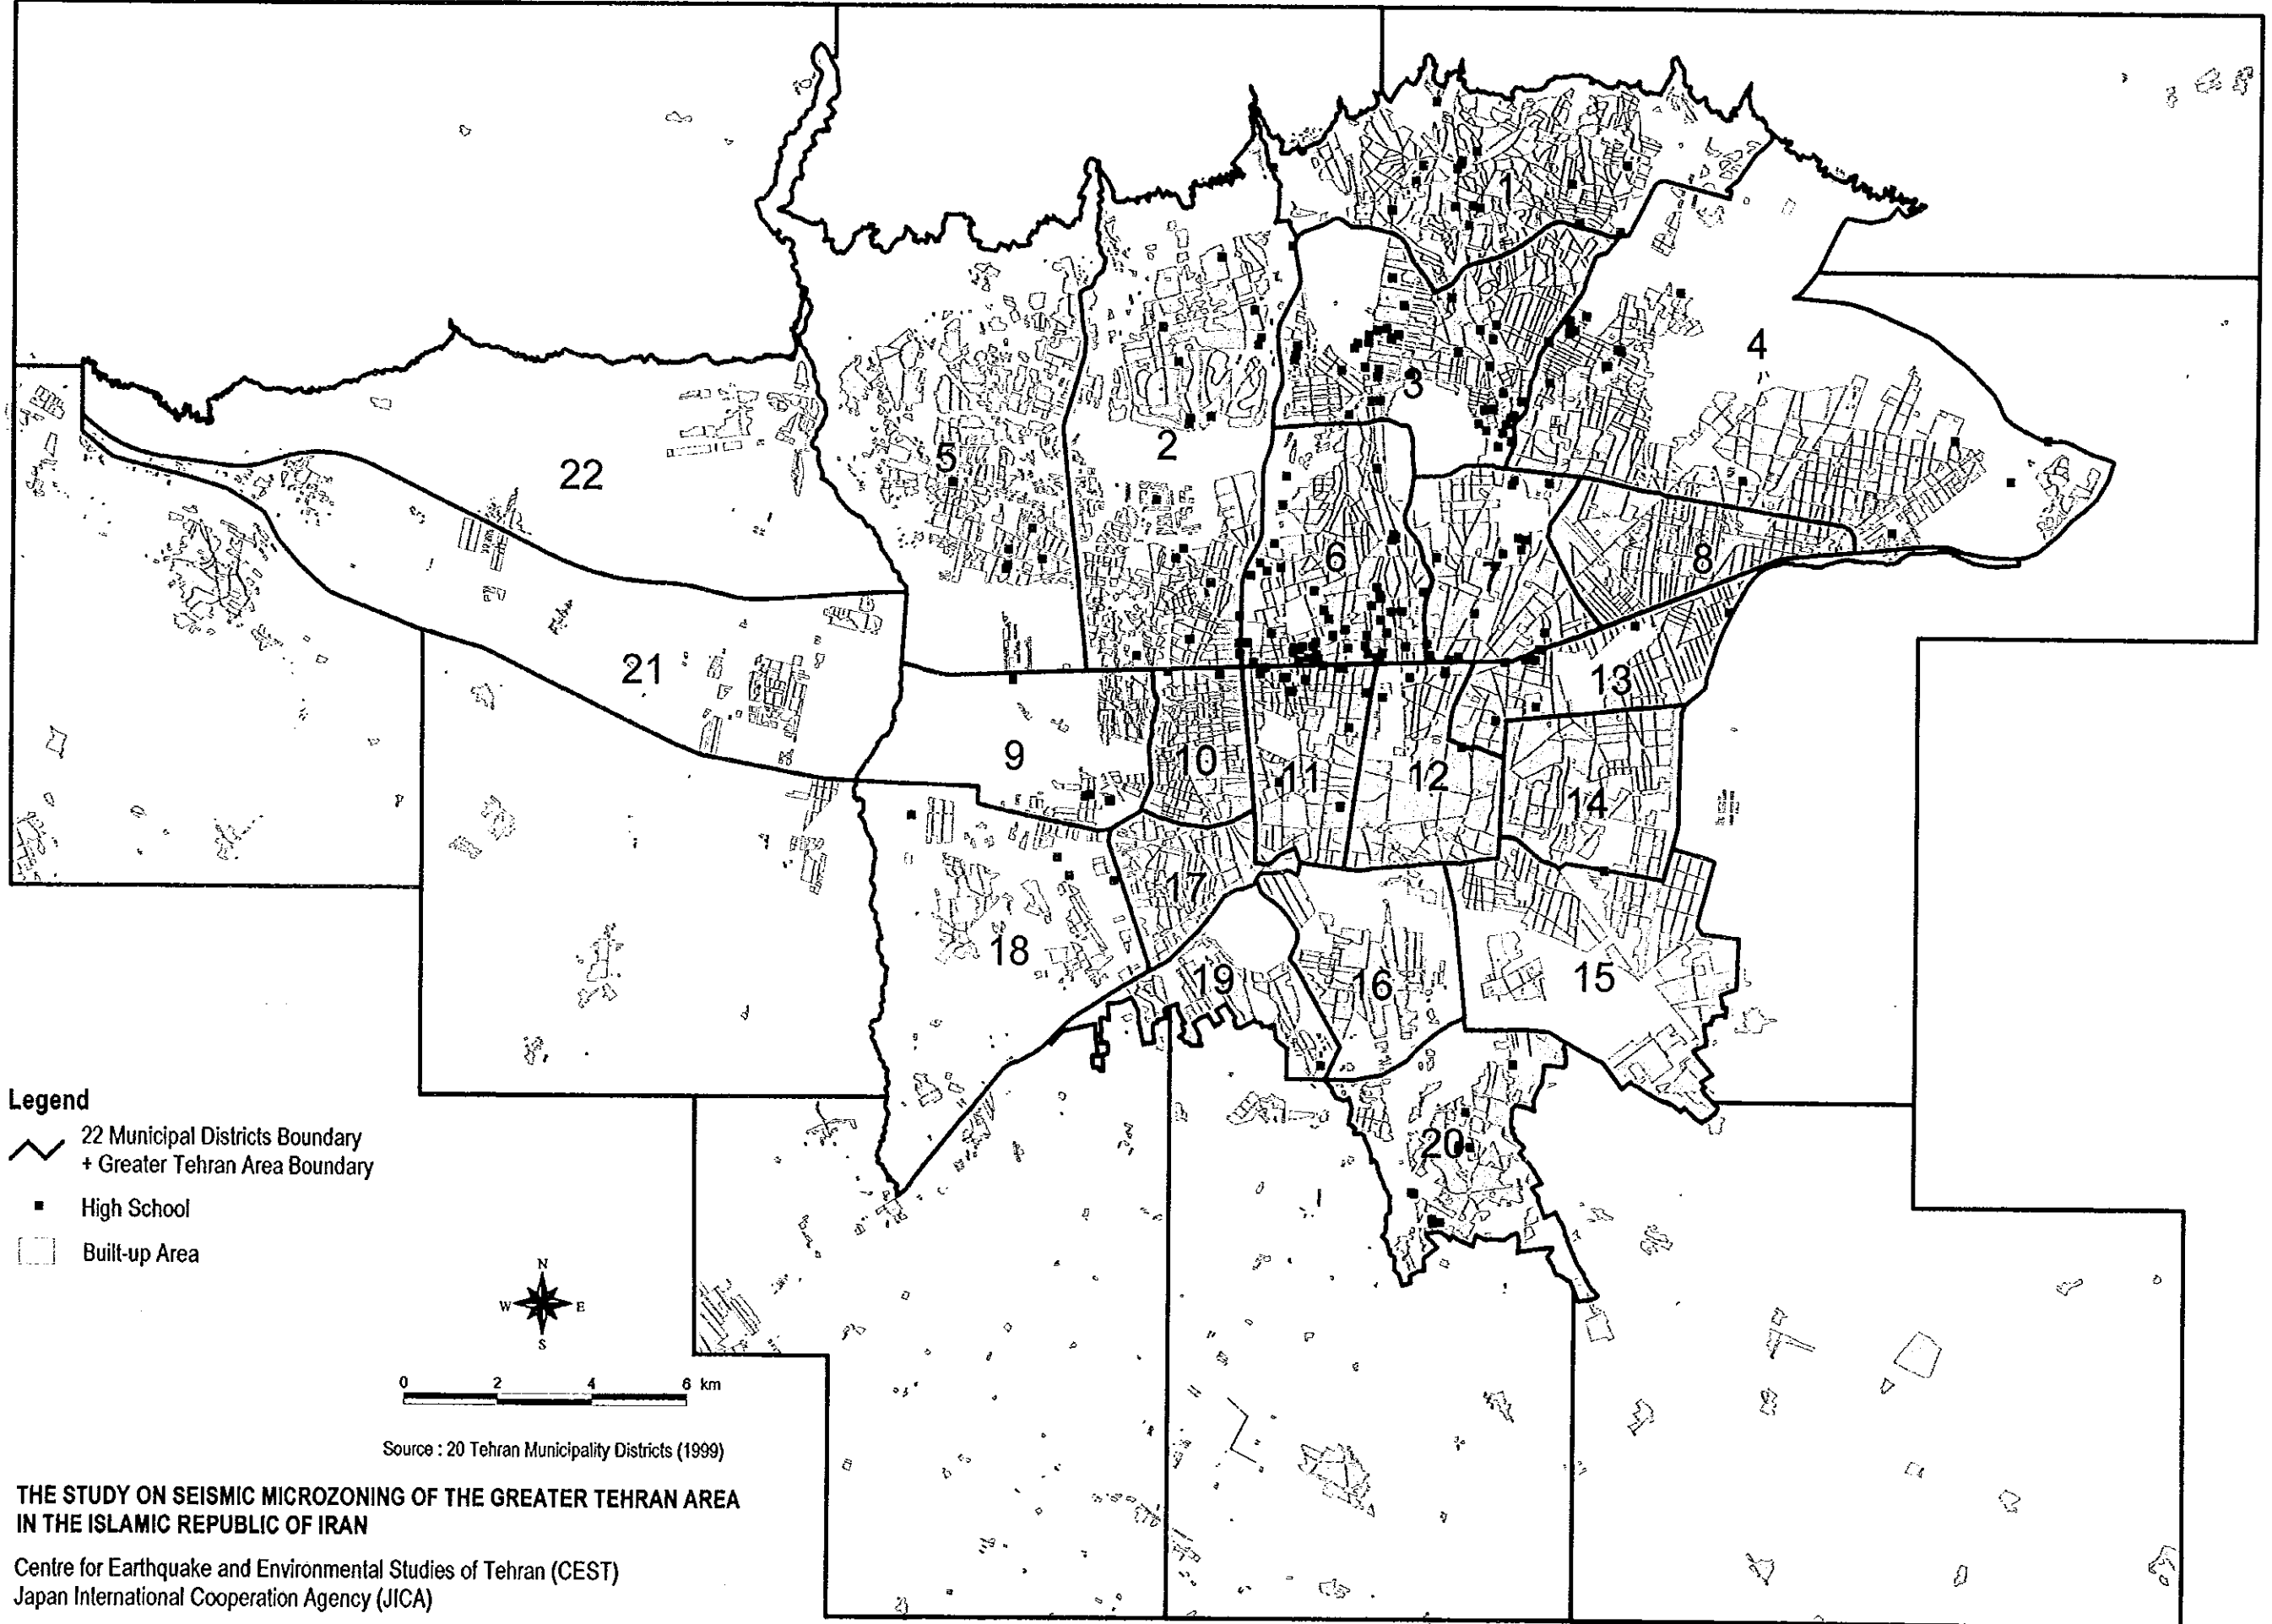 1
4
3
2
5
22
6
7
8
21
13
9
10
11
12
14
17
18
19
16
15
20
Legend
22 Municipal Districts Boundary
+ Greater Tehran Area Boundary
High School
Built-up Area
N
W E
S
0 2 4 6 km
Source : 20 Tehran Municipality Districts (1999)
THE STUDY ON SEISMIC MICROZONING OF THE GREATER TEHRAN AREA
IN THE ISLAMIC REPUBLIC OF IRAN
Centre for Earthquake and Environmental Studies of Tehran (CEST)
Japan International Cooperation Agency (JICA)